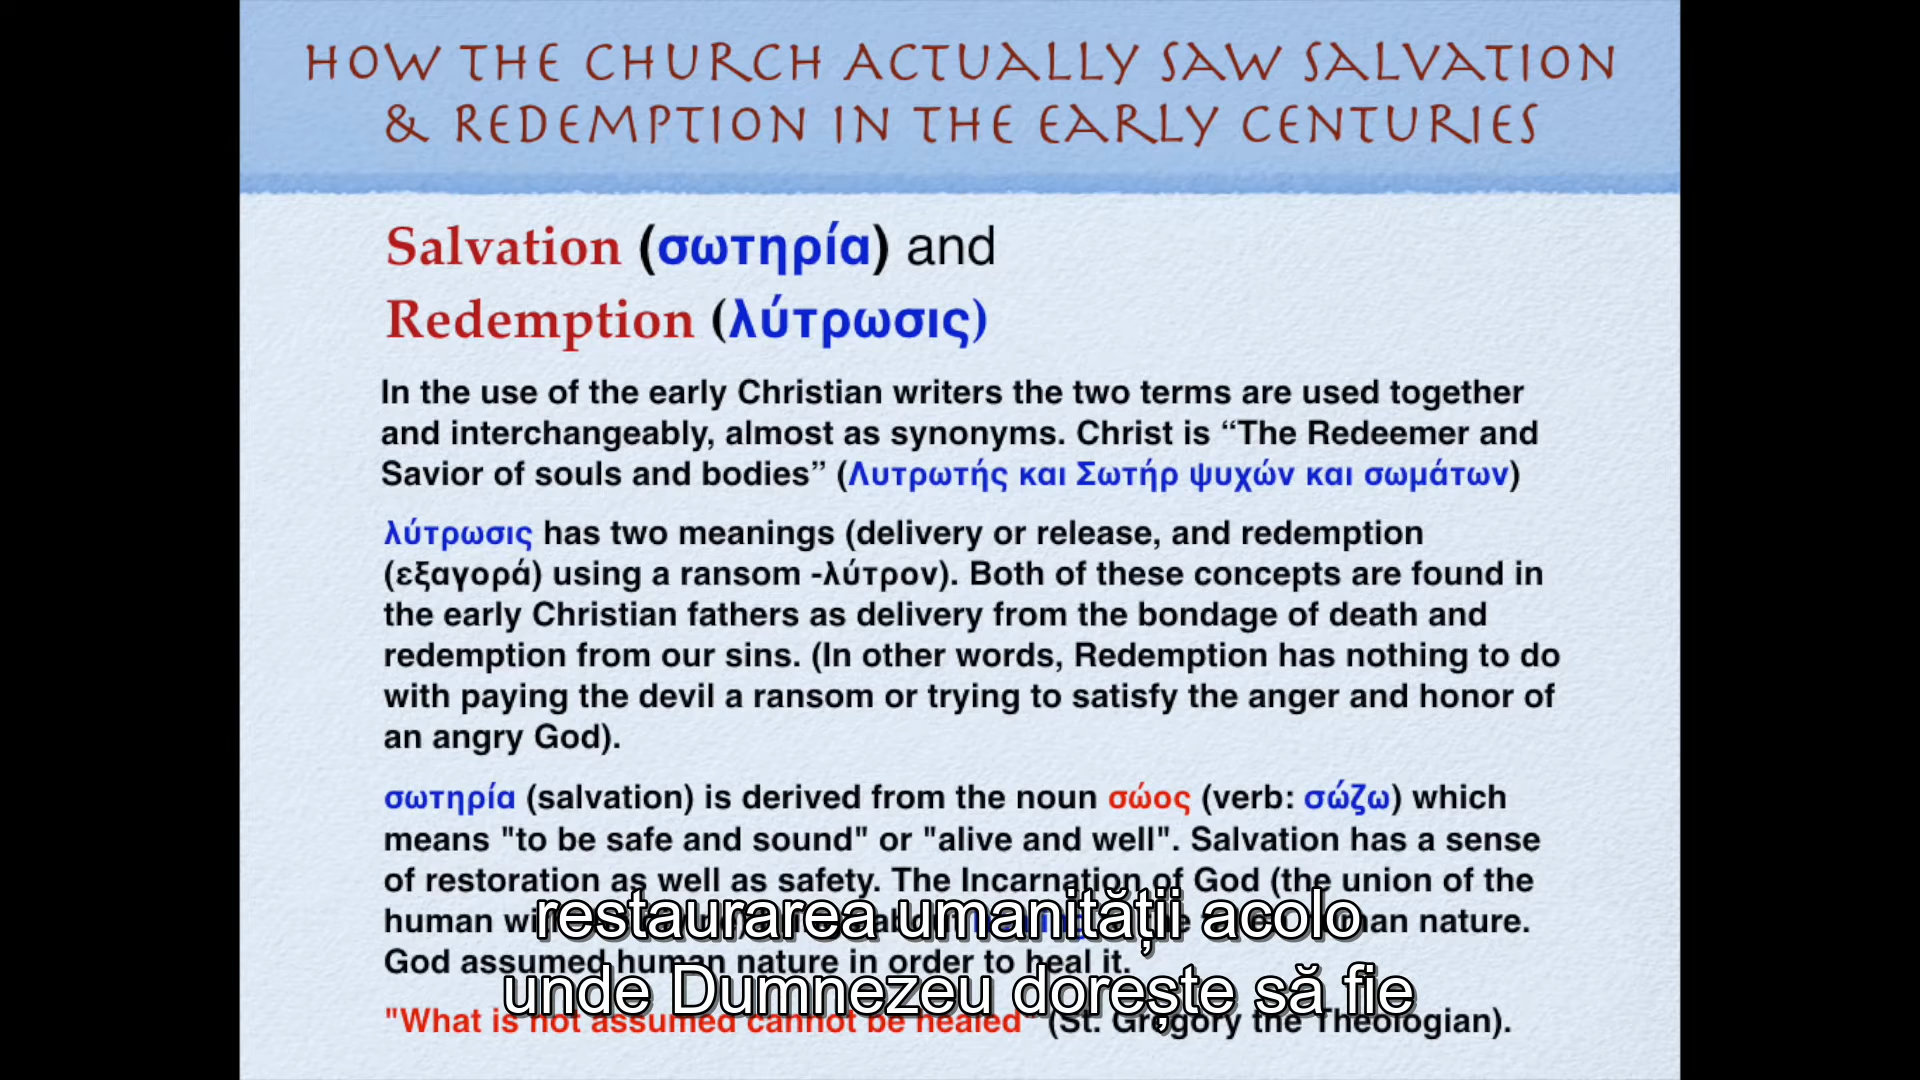 HOW THE CHURCH ACTUALLY SAW SALVATION
& REDEMPTION IN THE EARLY CENTURIES
Salvation (σωτηρία) and
Redemption (λύτρωσις)
In the use of the early Christian writers the two terms are used together
and interchangeably, almost as synonyms. Christ is “The Redeemer and
Savior of souls and bodies” (Λυτρωτής και Σωτήρ ψυχών και σωμάτων)
λύτρωσις has two meanings (delivery or release, and redemption
(εξαγορά) using a ransom -λύτρον). Both of these concepts are found in
the early Christian fathers as delivery from the bondage of death and
redemption from our sins. (In other words, Redemption has nothing to do
with paying the devil a ransom or trying to satisfy the anger and honor of
an angry God).
σωτηρία (salvation) is derived from the noun σώος (verb: σώζω) which
means "to be safe and sound" or "alive and well". Salvation has a sense
of restoration as well as safety. The Incarnation of God (the union of the
human nature.
God assumed human nature in order to heal it.
"What is not assumed cannot be healed" (St. Gregory the Theologian).
restaurarea umanității acolo
unde Dumnezeu dorește să fie